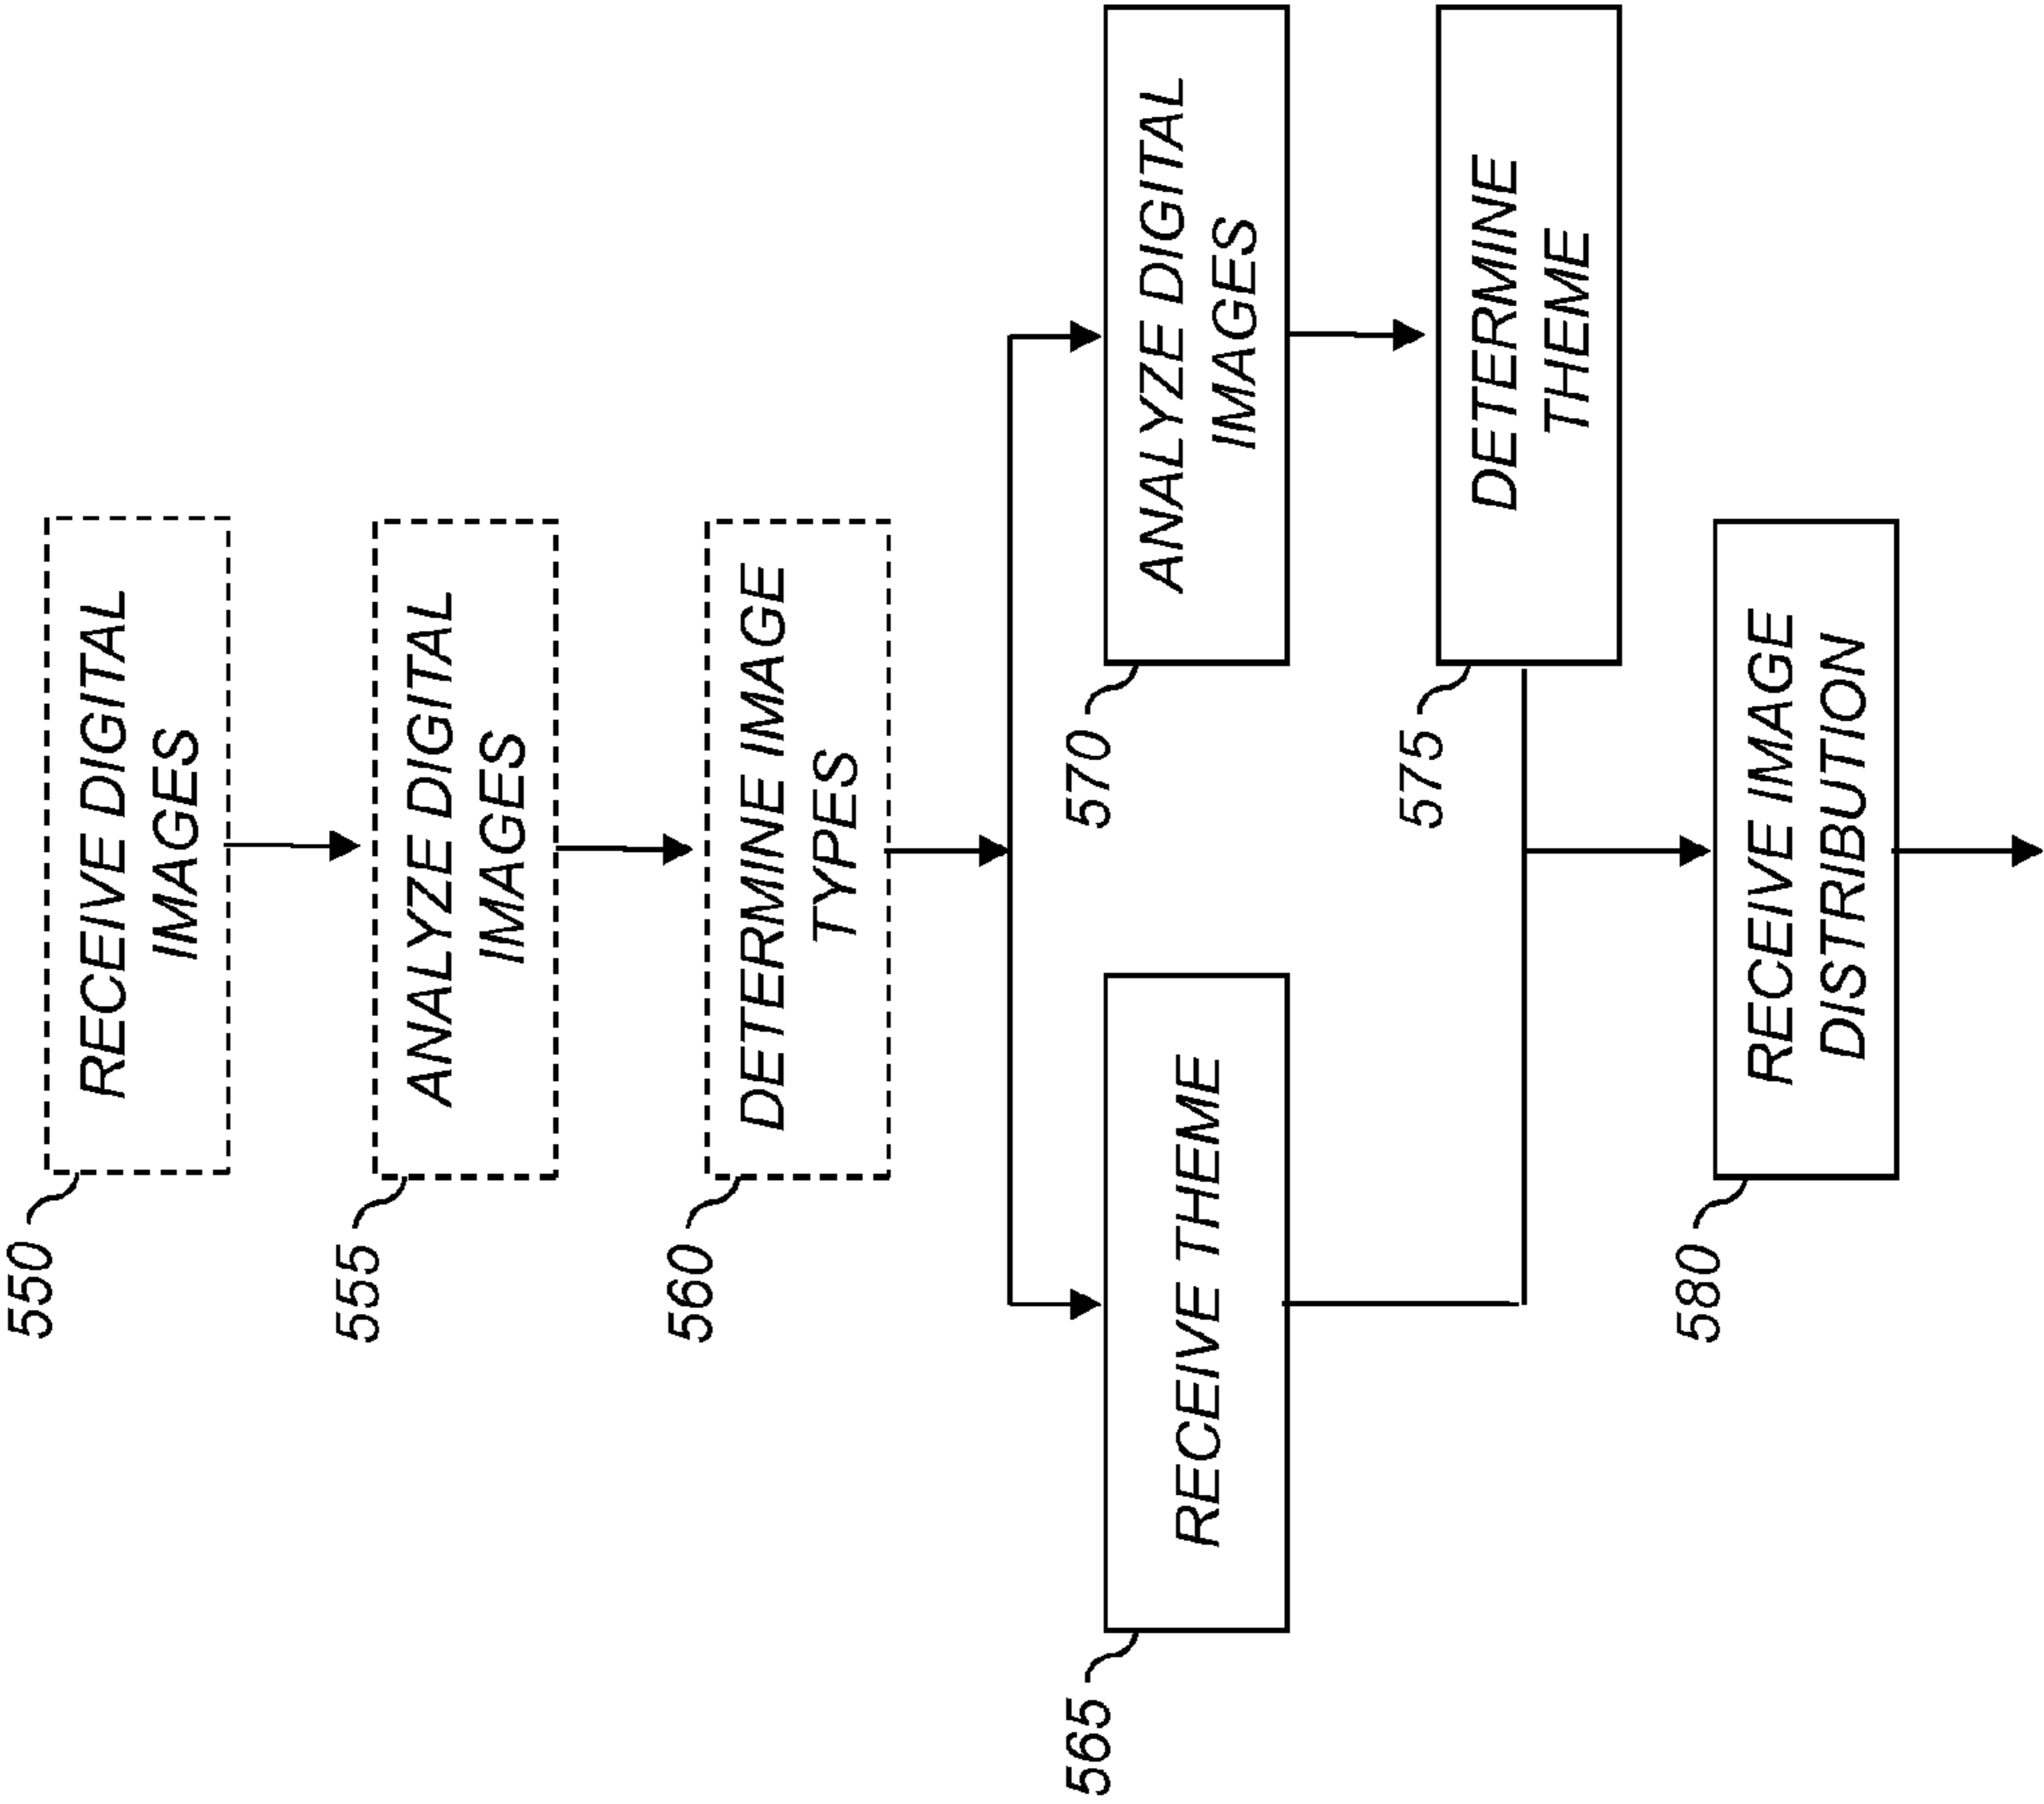 550
RECEIVE DIGITAL
IMAGES
555
ANALYZE DIGITAL
IMAGES
560
DETERMINE IMAGE
TYPES
565
RECEIVE THEME
570
ANALYZE DIGITAL
IMAGES
575
DETERMINE
THEME
580
RECEIVE IMAGE
DISTRIBUTION